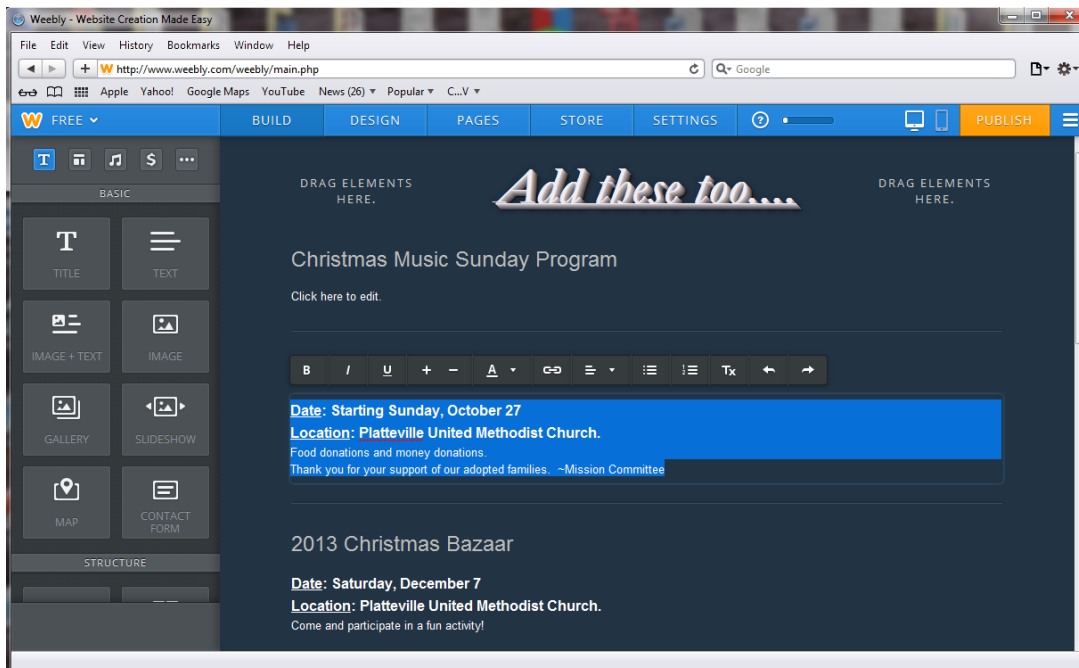 Weebly - Website Creation Made Easy
File Edit View History Bookmarks Window Help
http://www.weebly.com/weebly/main.php
Google
Apple Yahoo! Google Maps YouTube News (26) Popular C...V
FREE BUILD DESIGN PAGES STORE SETTINGS ? PUBLISH
T $
BASIC
TITLE TEXT
IMAGE + TEXT IMAGE
GALLERY SLIDESHOW
MAP CONTACT FORM
STRUCTURE
DRAG ELEMENTS
HERE.
Add these too....
DRAG ELEMENTS
HERE.
Christmas Music Sunday Program
Click here to edit.
B I U + − A Tx
Date: Starting Sunday, October 27
Location: Platteville United Methodist Church.
Food donations and money donations.
Thank you for your support of our adopted families. ~Mission Committee
2013 Christmas Bazaar
Date: Saturday, December 7
Location: Platteville United Methodist Church.
Come and participate in a fun activity!